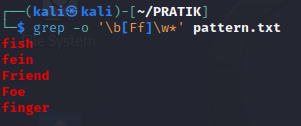 ┌──(kali㉿kali)-[~/PRATIK]
└─$ grep -o '\b[Ff]\w*' pattern.txt
fish
fein
Friend
Foe
finger